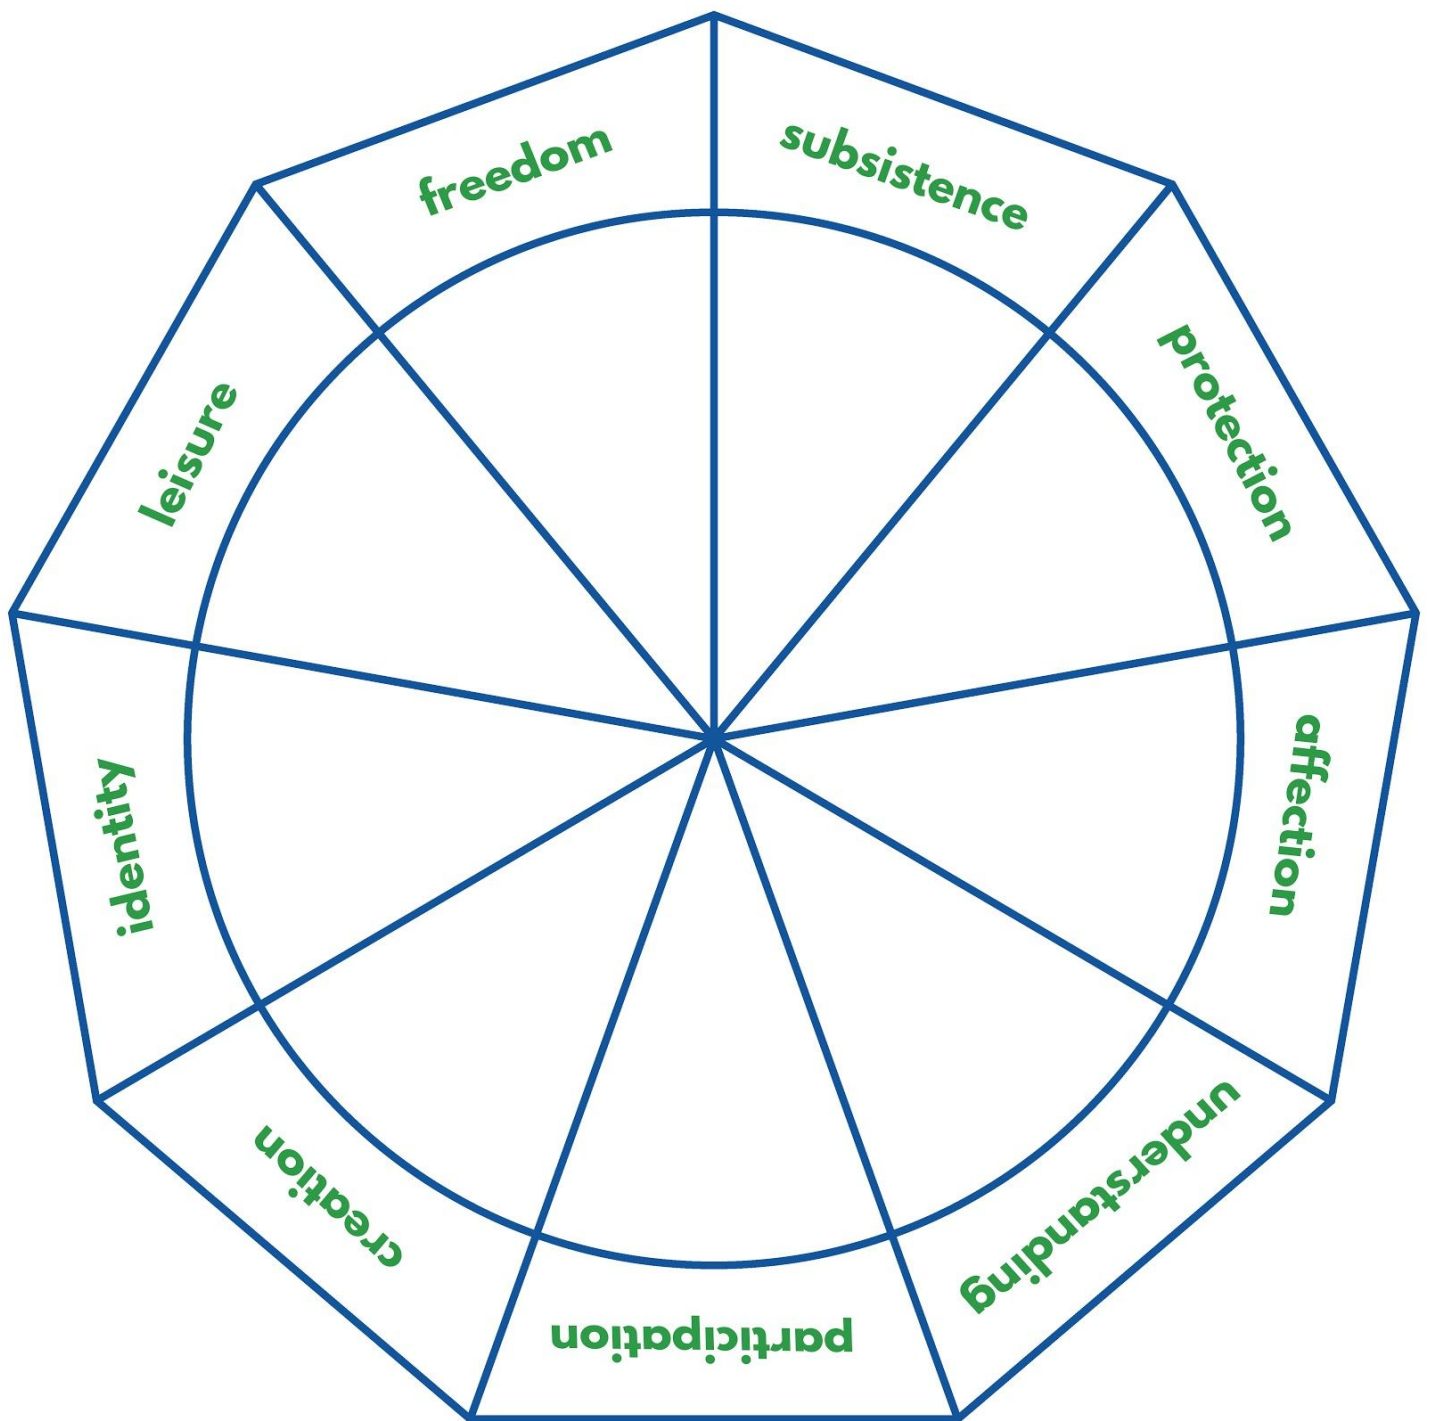 subsistence
protection
affection
understanding
participation
creation
identity
leisure
freedom